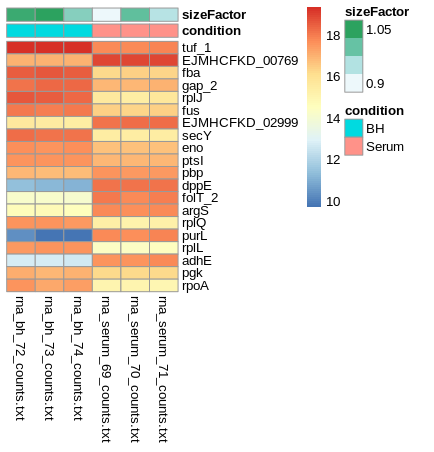 sizeFactor
condition
tuf_1
EJMHCFKD_00769
fba
gap_2
rplJ
fus
EJMHCFKD_02999
secY
eno
ptsI
pbp
dppE
folT_2
argS
rplQ
purL
rplL
adhE
pgk
rpoA
rna_bh_72_counts.txt
rna_bh_73_counts.txt
rna_bh_74_counts.txt
rna_serum_69_counts.txt
rna_serum_70_counts.txt
rna_serum_71_counts.txt
18
16
14
12
10
sizeFactor
1.05
0.9
condition
BH
Serum